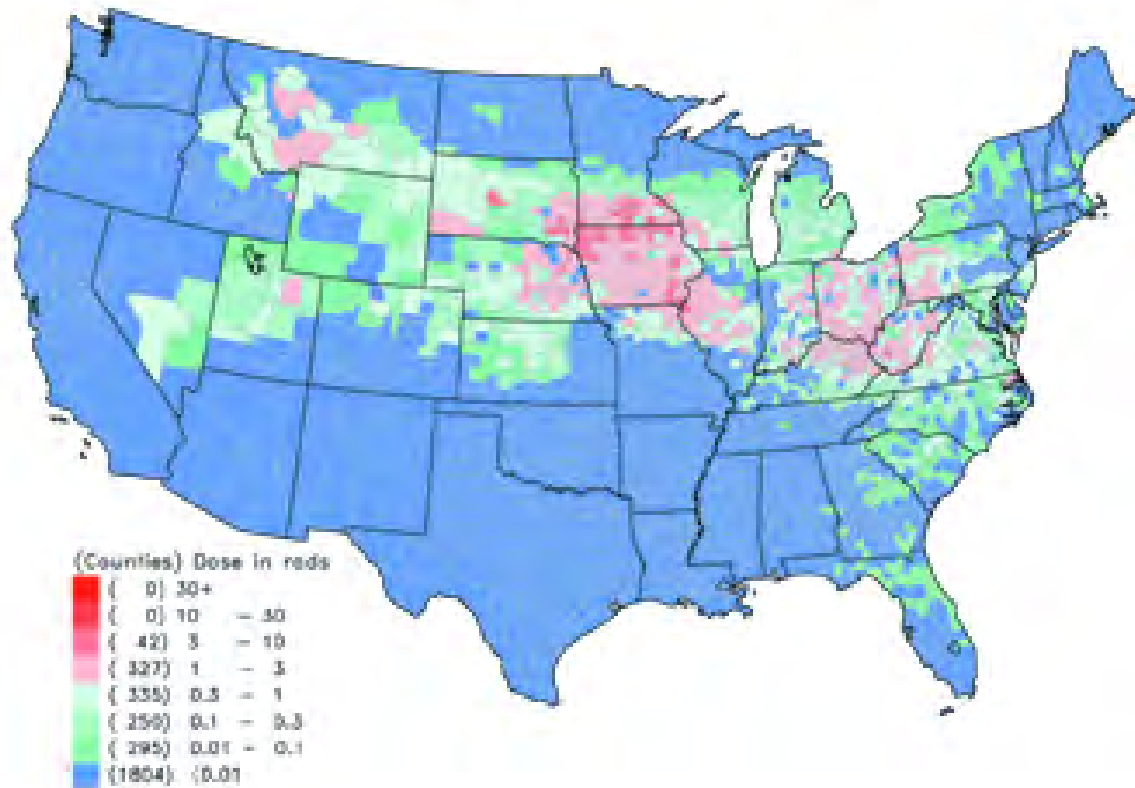 (Counties) Dose in rads
( 0) 30+
( 0) 10 - 30
( 42) 3 - 10
( 327) 1 - 3
( 335) 0.3 - 1
( 250) 0.1 - 0.3
( 295) 0.01 - 0.1
(1804) <0.01